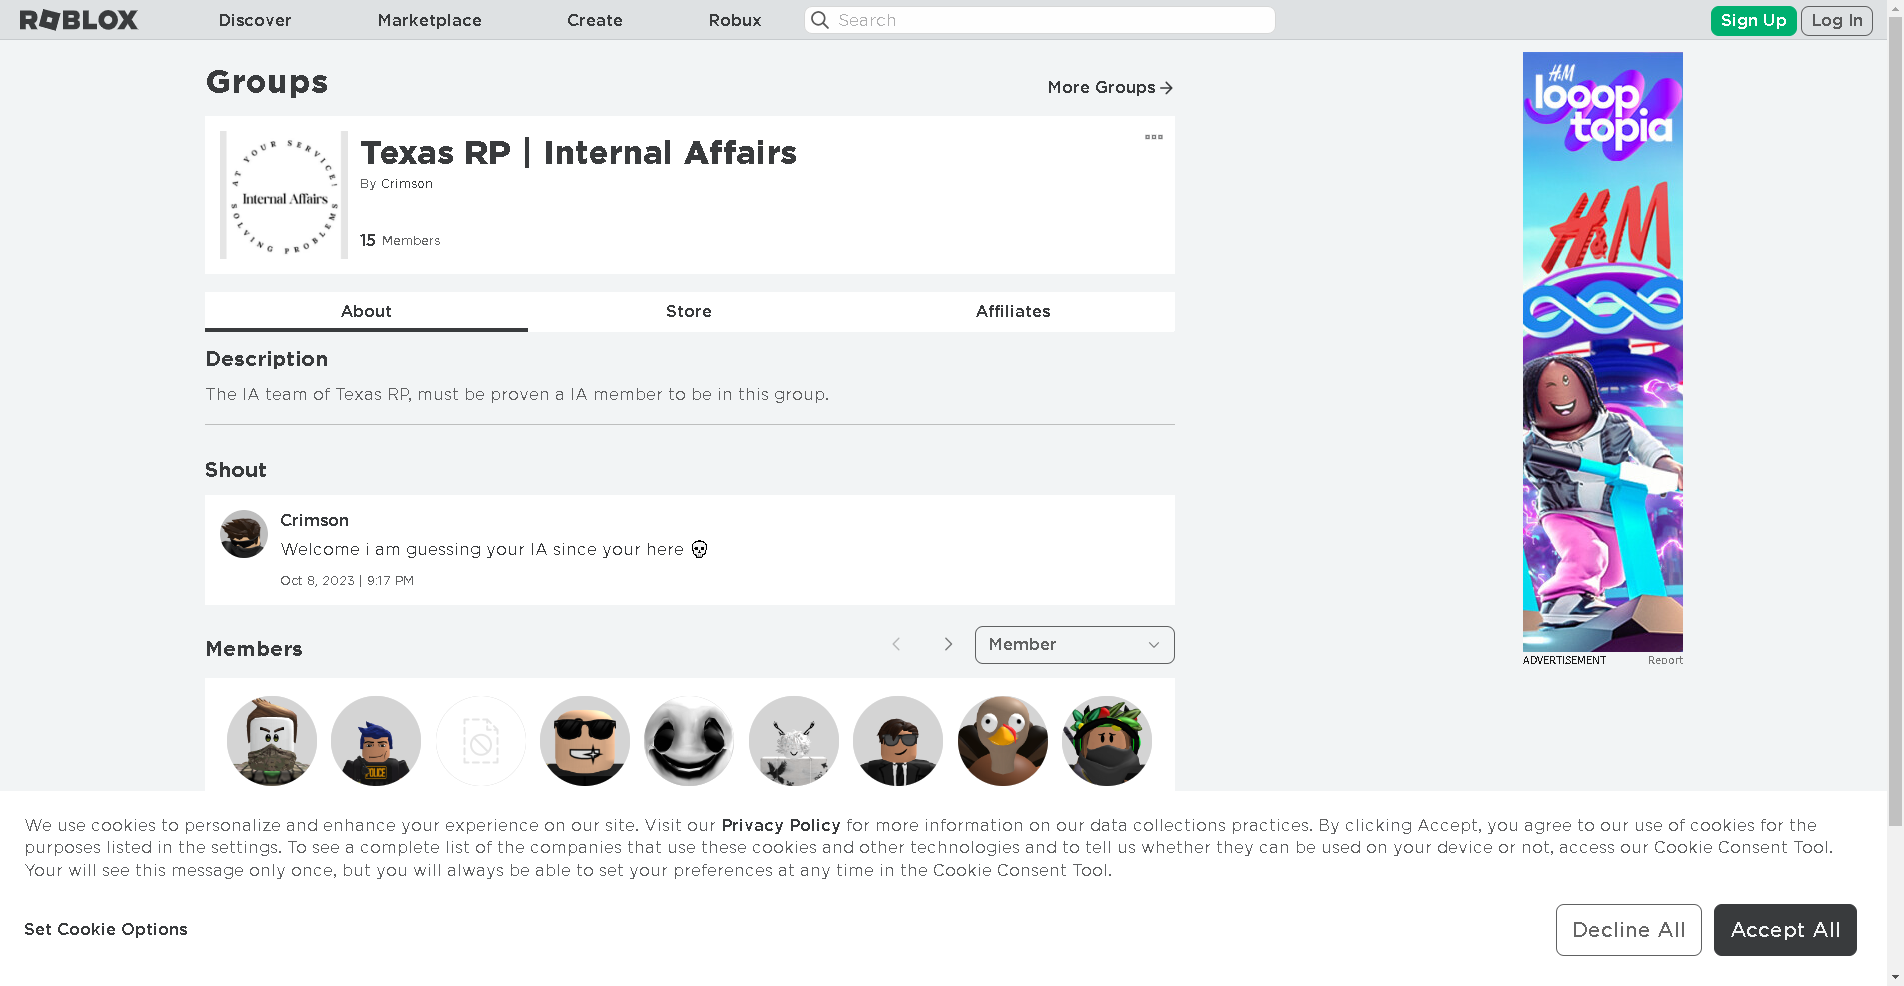 ROBLOX
Discover
Marketplace
Create
Robux
Search
Sign Up
Log In
Groups
More Groups
AT YOUR SERVICE!
Internal Affairs
SOLVING PROBLEMS
Texas RP | Internal Affairs
By Crimson
15 Members
About
Store
Affiliates
Description
The IA team of Texas RP, must be proven a IA member to be in this group.
Shout
Crimson
Welcome i am guessing your IA since your here 💀
Oct 8, 2023 | 9:17 PM
Members
Member
POLICE
H&M
looop
topia
H&M
ADVERTISEMENT
Report
We use cookies to personalize and enhance your experience on our site. Visit our Privacy Policy for more information on our data collections practices. By clicking Accept, you agree to our use of cookies for the
purposes listed in the settings. To see a complete list of the companies that use these cookies and other technologies and to tell us whether they can be used on your device or not, access our Cookie Consent Tool.
Your will see this message only once, but you will always be able to set your preferences at any time in the Cookie Consent Tool.
Set Cookie Options
Decline All
Accept All